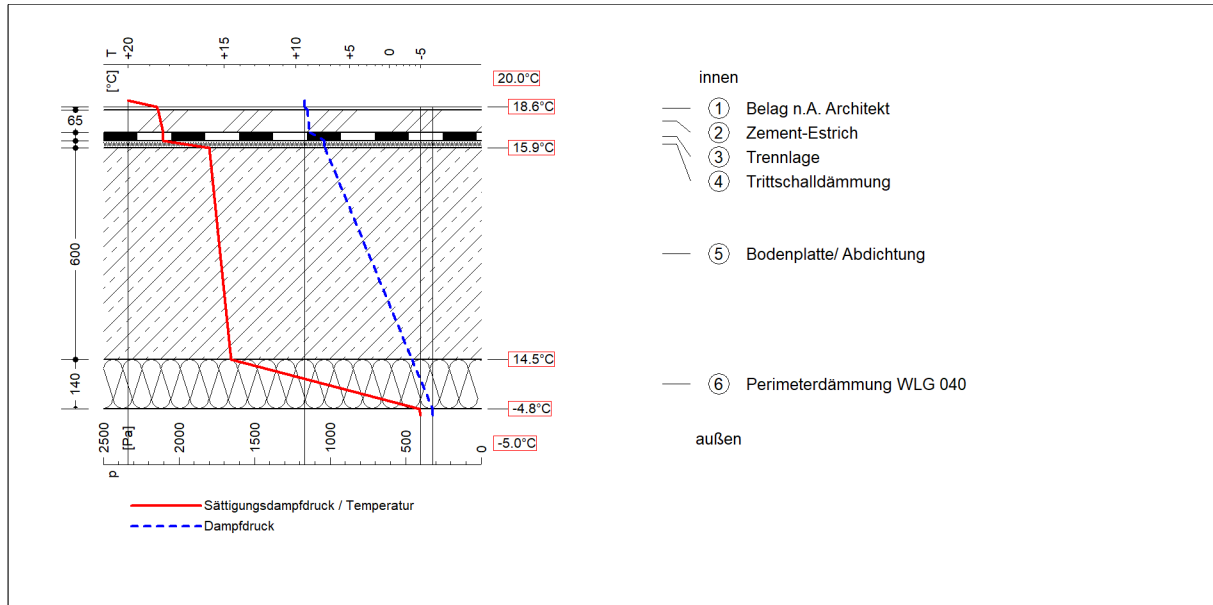 T
[°C]
+20
+15
+10
+5
0
-5
20.0°C
18.6°C
15.9°C
14.5°C
-4.8°C
-5.0°C
65
600
140
2500
[Pa]
2000
1500
1000
500
0
p
Sättigungsdampfdruck / Temperatur
Dampfdruck
innen
1 Belag n.A. Architekt
2 Zement-Estrich
3 Trennlage
4 Trittschalldämmung
5 Bodenplatte/ Abdichtung
6 Perimeterdämmung WLG 040
außen